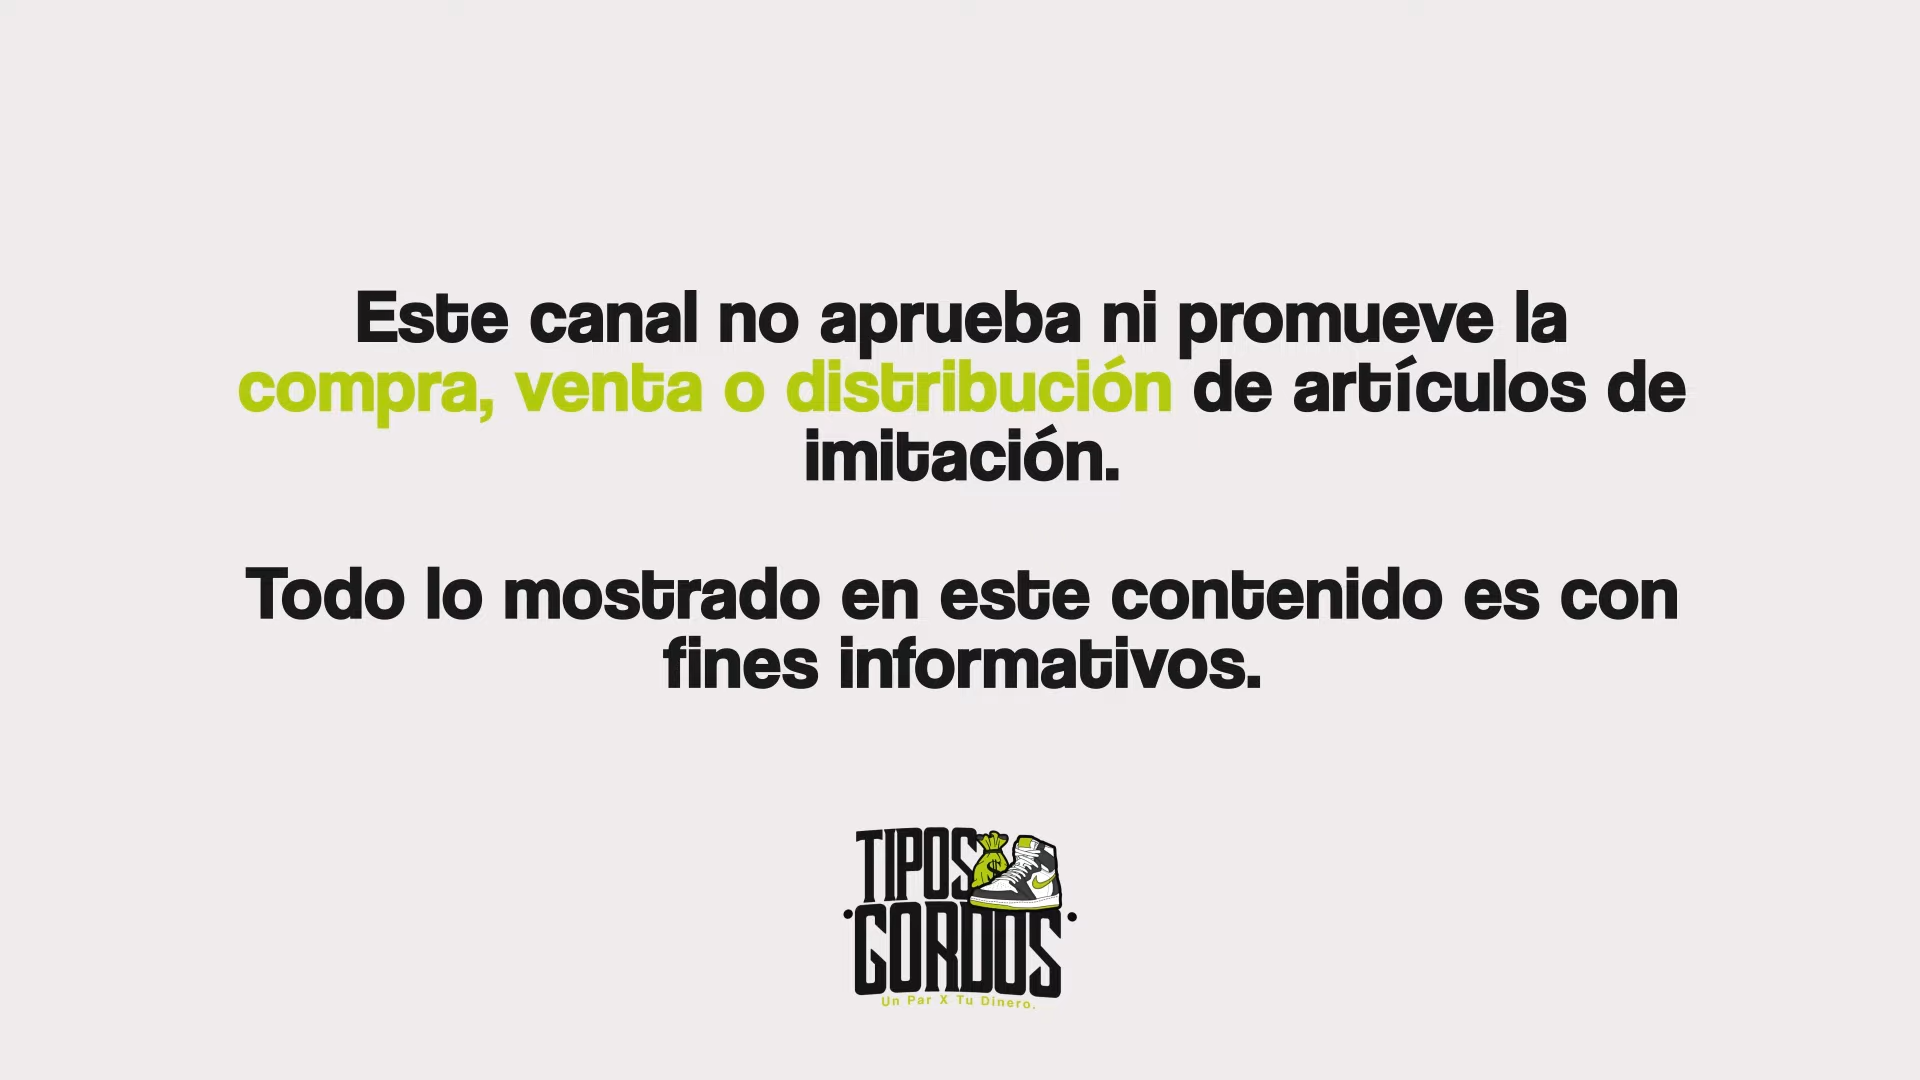 Este canal no aprueba ni promueve la
compra, venta o distribución de artículos de
imitación.
Todo lo mostrado en este contenido es con
fines informativos.
TIPOS
GORDOS
Un Par X Tu Dinero.